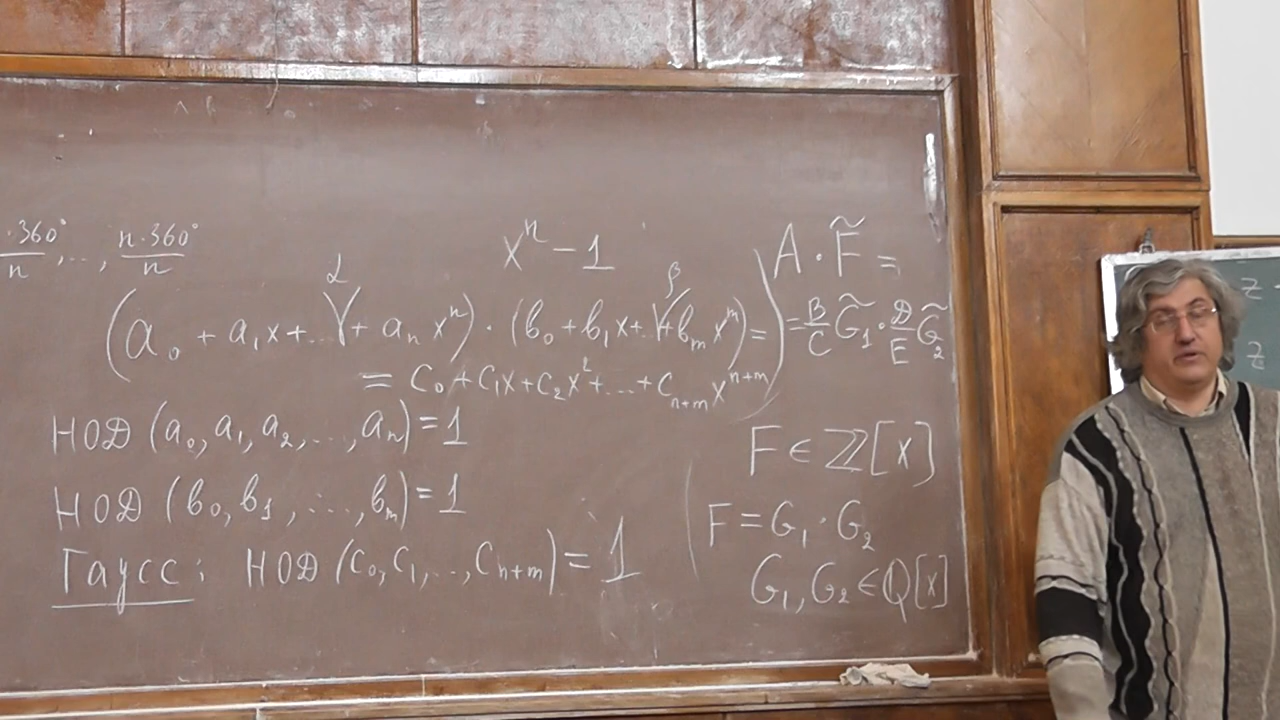 ·360°/n, ..., n·360°/n
xⁿ − 1
α β
(a₀ + a₁x + ... + aₙxⁿ) · (b₀ + b₁x + ... + bₘxᵐ) =
= C₀ + C₁x + C₂x² + ... + Cₙ₊ₘxⁿ⁺ᵐ
НОД (a₀, a₁, a₂, ..., aₙ) = 1
НОД (b₀, b₁, ..., bₘ) = 1
Гаусс: НОД (C₀, C₁, ..., Cₙ₊ₘ) = 1
A · F̃ =
= B/C G̃₁ · D/E G̃₂
F ∈ ℤ[x]
F = G₁ · G₂
G₁, G₂ ∈ ℚ[x]
z
z